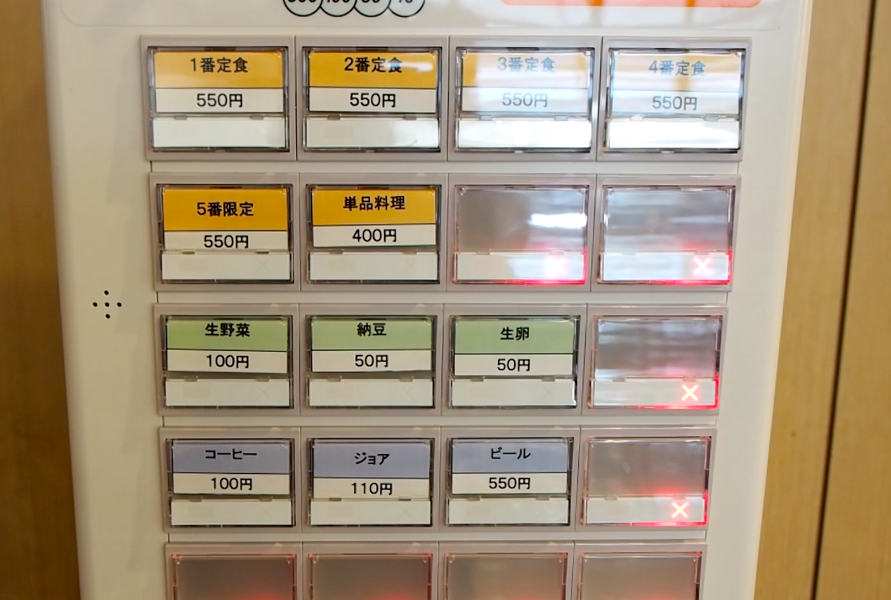 1番定食
550円
2番定食
550円
3番定食
550円
4番定食
550円
5番限定
550円
単品料理
400円
生野菜
100円
納豆
50円
生卵
50円
コーヒー
100円
ジョア
110円
ビール
550円